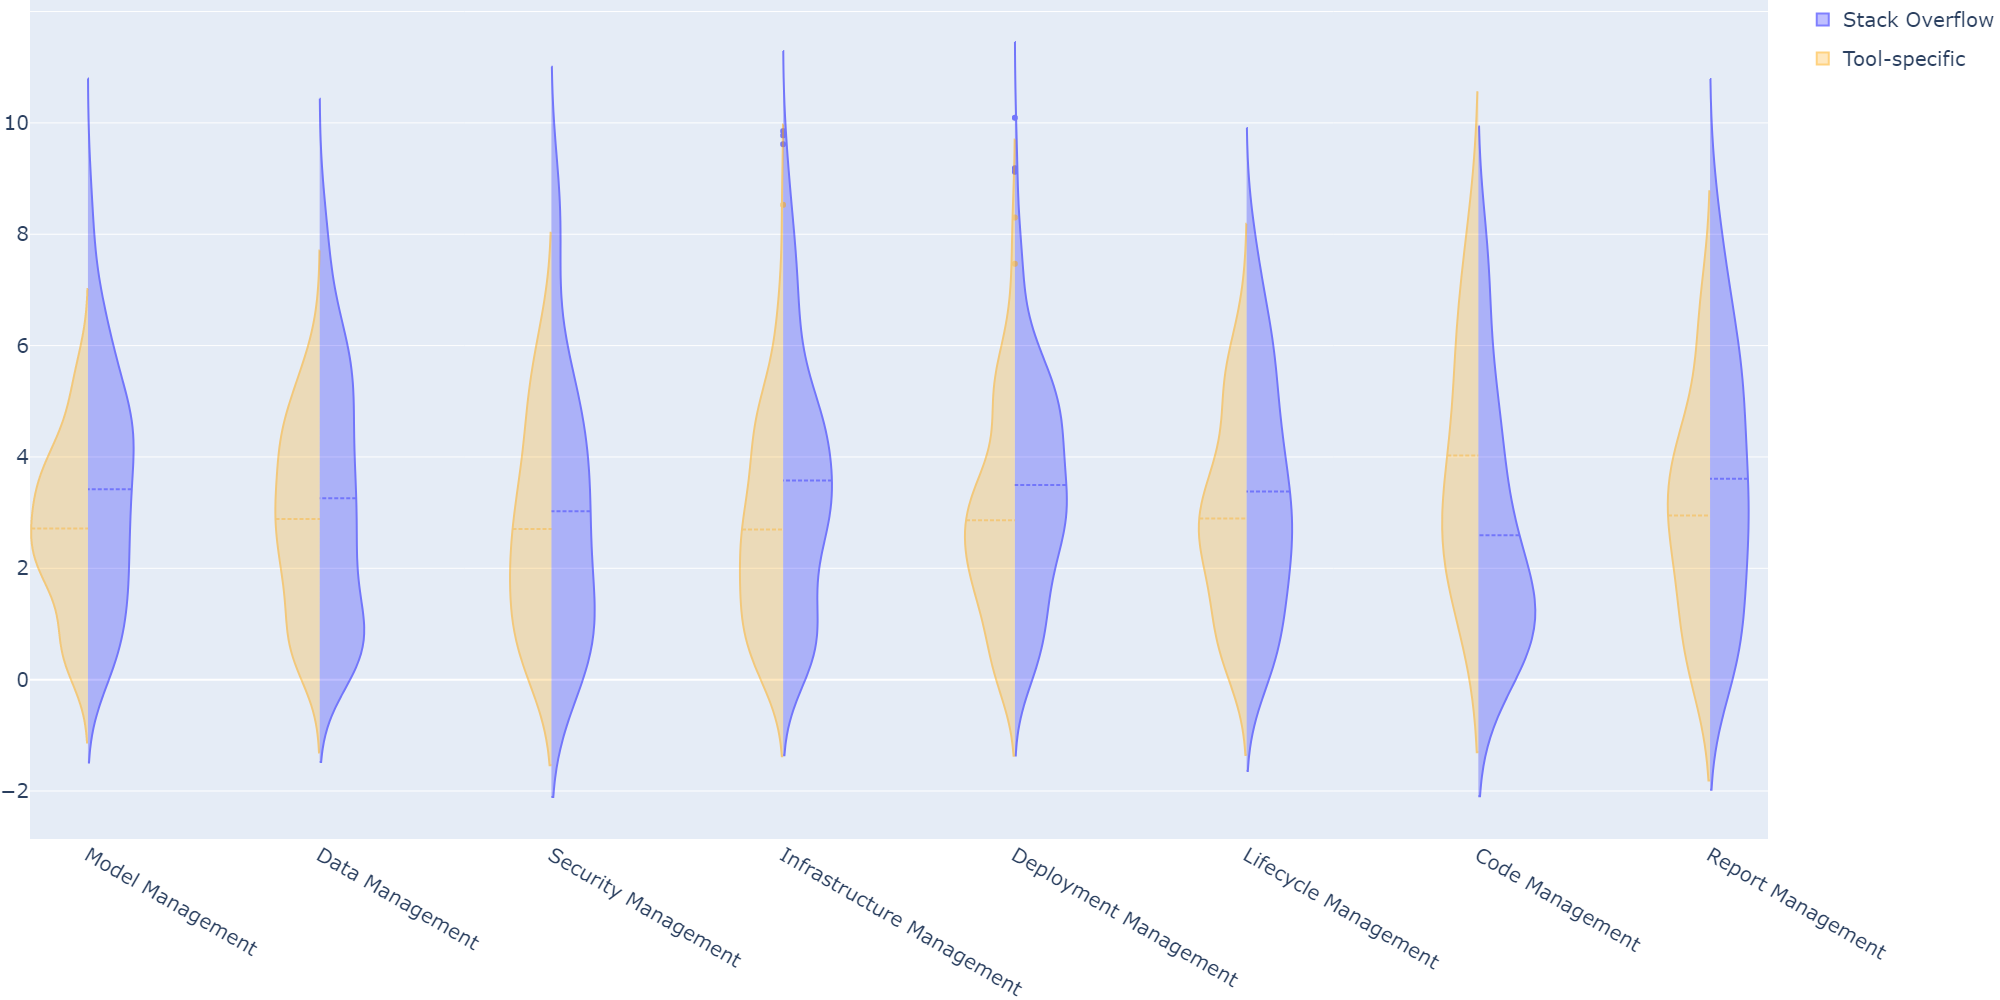 Stack Overflow
Tool-specific
10
8
6
4
2
0
−2
Model Management
Data Management
Security Management
Infrastructure Management
Deployment Management
Lifecycle Management
Code Management
Report Management